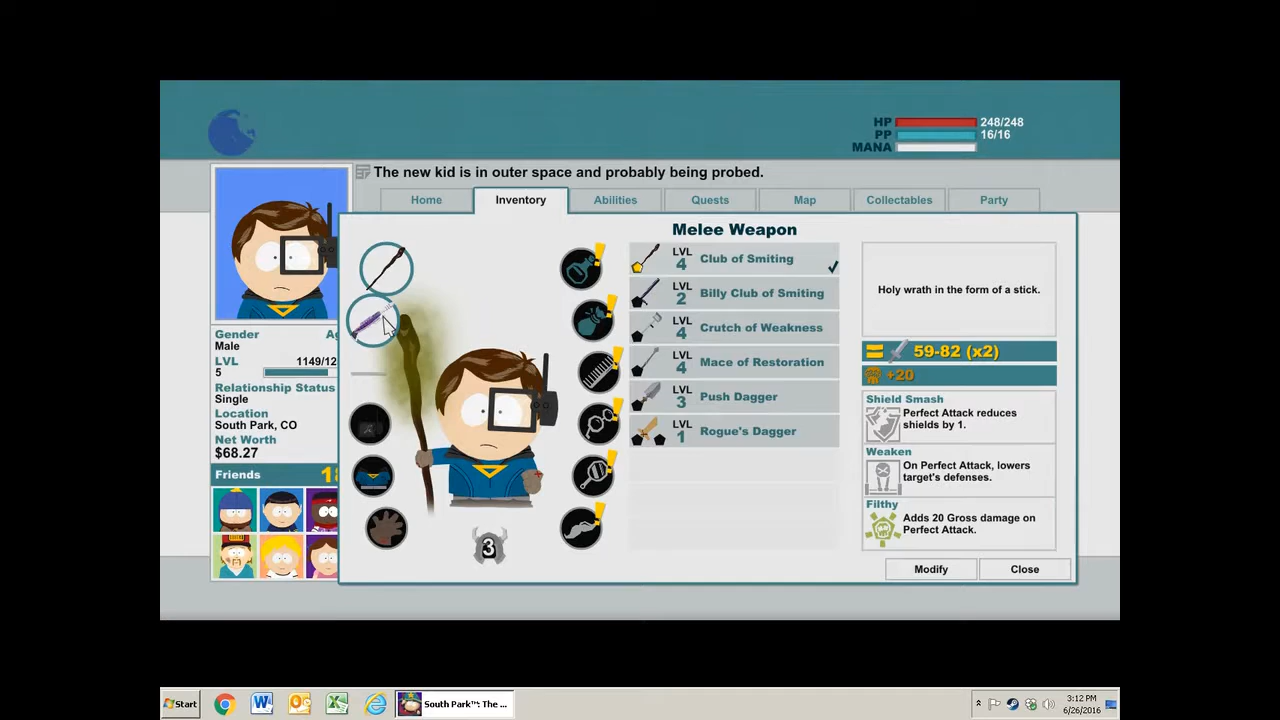 HP 248/248
PP 16/16
MANA
The new kid is in outer space and probably being probed.
Home Inventory Abilities Quests Map Collectables Party
Gender
Male
LVL
5
1149/12
Relationship Status
Single
Location
South Park, CO
Net Worth
$68.27
Friends
Melee Weapon
LVL 4 Club of Smiting
LVL 2 Billy Club of Smiting
LVL 4 Crutch of Weakness
LVL 4 Mace of Restoration
LVL 3 Push Dagger
LVL 1 Rogue's Dagger
3
Holy wrath in the form of a stick.
59-82 (x2)
+20
Shield Smash
Perfect Attack reduces
shields by 1.
Weaken
On Perfect Attack, lowers
target's defenses.
Filthy
Adds 20 Gross damage on
Perfect Attack.
Modify Close
Start
South Park™: The ...
3:12 PM
6/26/2016